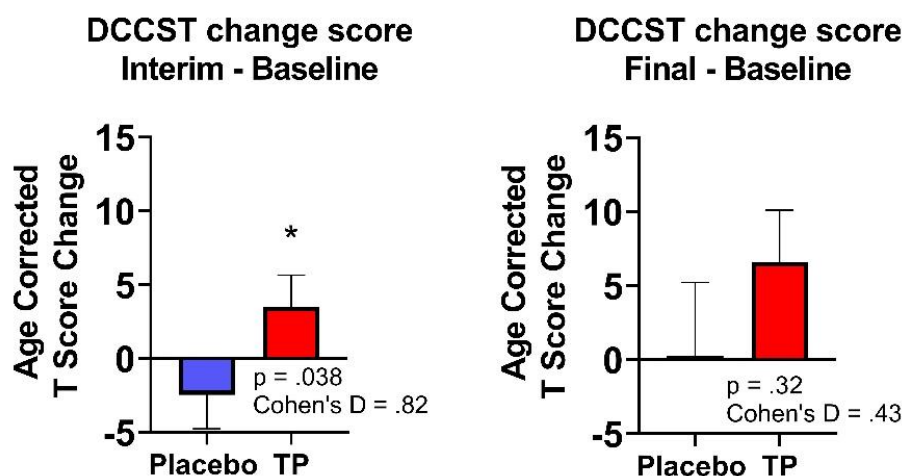 DCCST change score
Interim - Baseline
Age Corrected
T Score Change
15
10
5
0
-5
*
p = .038
Cohen's D = .82
Placebo TP
DCCST change score
Final - Baseline
Age Corrected
T Score Change
15
10
5
0
-5
p = .32
Cohen's D = .43
Placebo TP